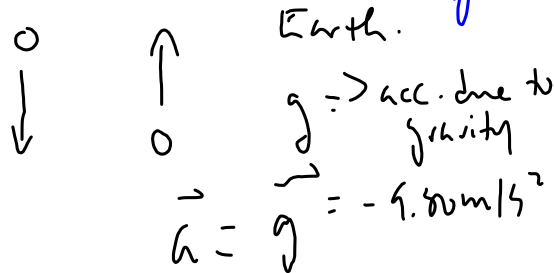 Earth.
g => acc. due to
gravity
a = g = - 9.80m/s²